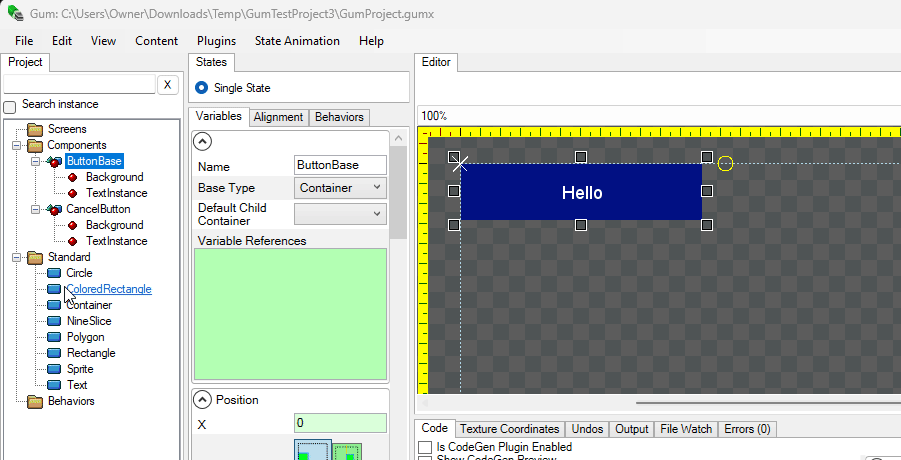 Gum: C:\Users\Owner\Downloads\Temp\GumTestProject3\GumProject.gumx
File Edit View Content Plugins State Animation Help
Project
X
Search instance
Screens
Components
ButtonBase
Background
TextInstance
CancelButton
Background
TextInstance
Standard
Circle
ColoredRectangle
Container
NineSlice
Polygon
Rectangle
Sprite
Text
Behaviors
States
Single State
Variables Alignment Behaviors
Name ButtonBase
Base Type Container
Default Child
Container
Variable References
Position
X 0
Editor
100%
Hello
Code Texture Coordinates Undos Output File Watch Errors (0)
Is CodeGen Plugin Enabled
Show CodeGen Preview